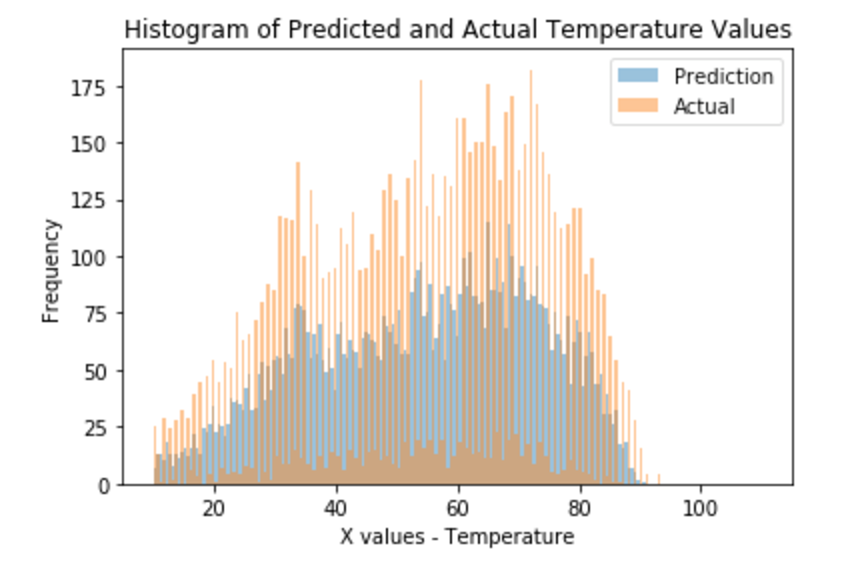 Histogram of Predicted and Actual Temperature Values
Prediction
Actual
Frequency
175
150
125
100
75
50
25
0
20 40 60 80 100
X values - Temperature